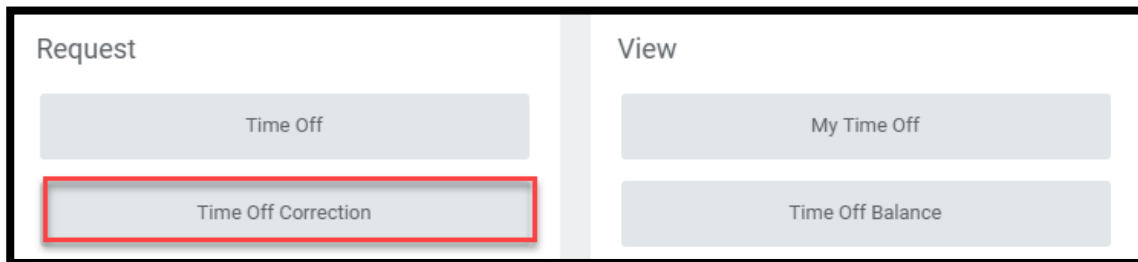 Request
Time Off
Time Off Correction
View
My Time Off
Time Off Balance